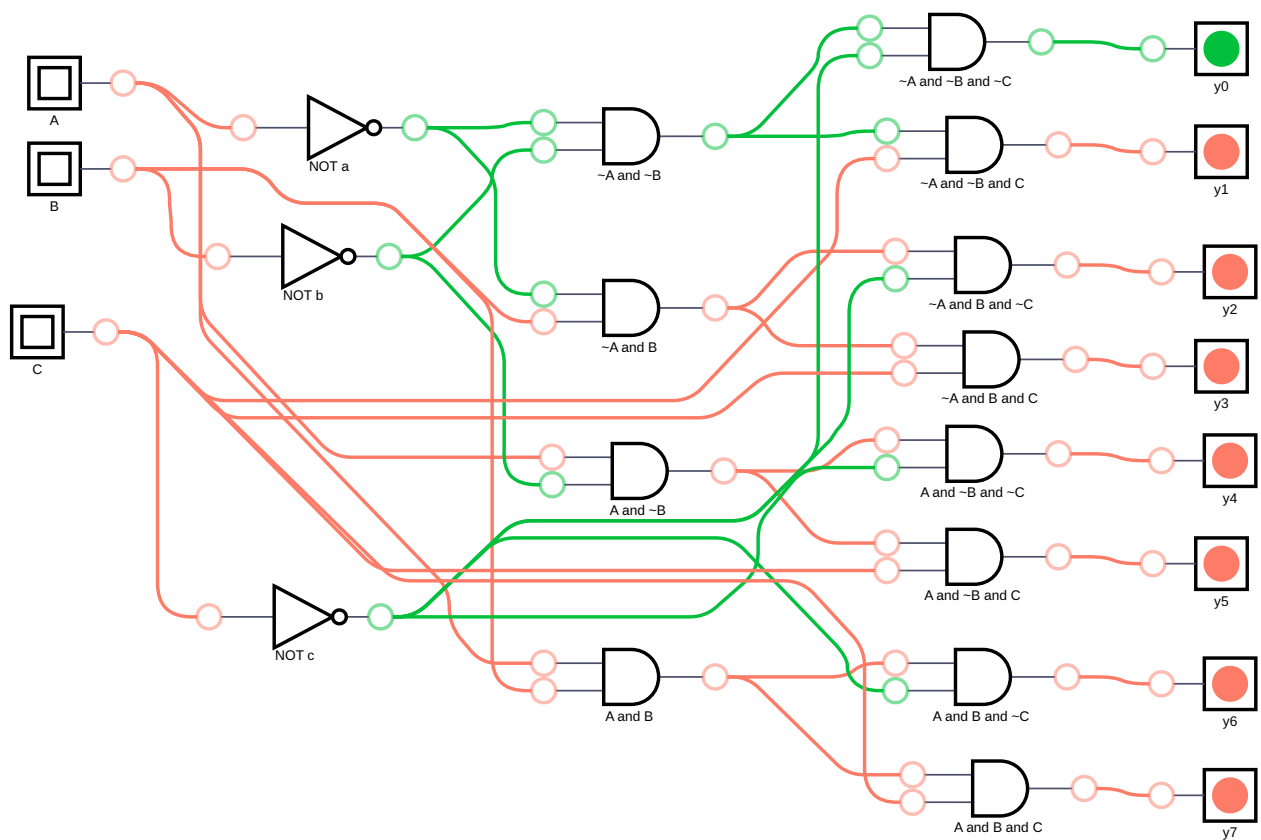 ~A and ~B and ~C
y0
A
NOT a
~A and ~B
~A and ~B and C
y1
B
NOT b
~A and B and ~C
y2
~A and B
C
~A and B and C
y3
A and ~B
A and ~B and ~C
y4
A and ~B and C
y5
NOT c
A and B
A and B and ~C
y6
A and B and C
y7